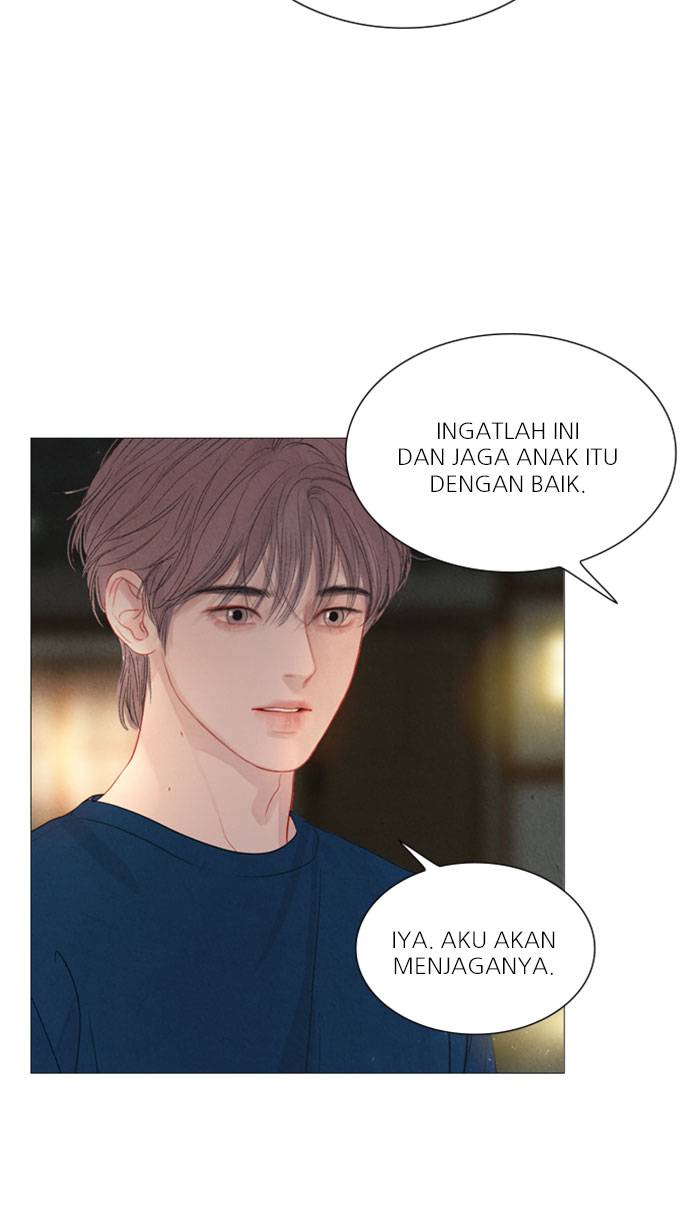 INGATLAH INI
DAN JAGA ANAK ITU
DENGAN BAIK.
IYA. AKU AKAN
MENJAGANYA.